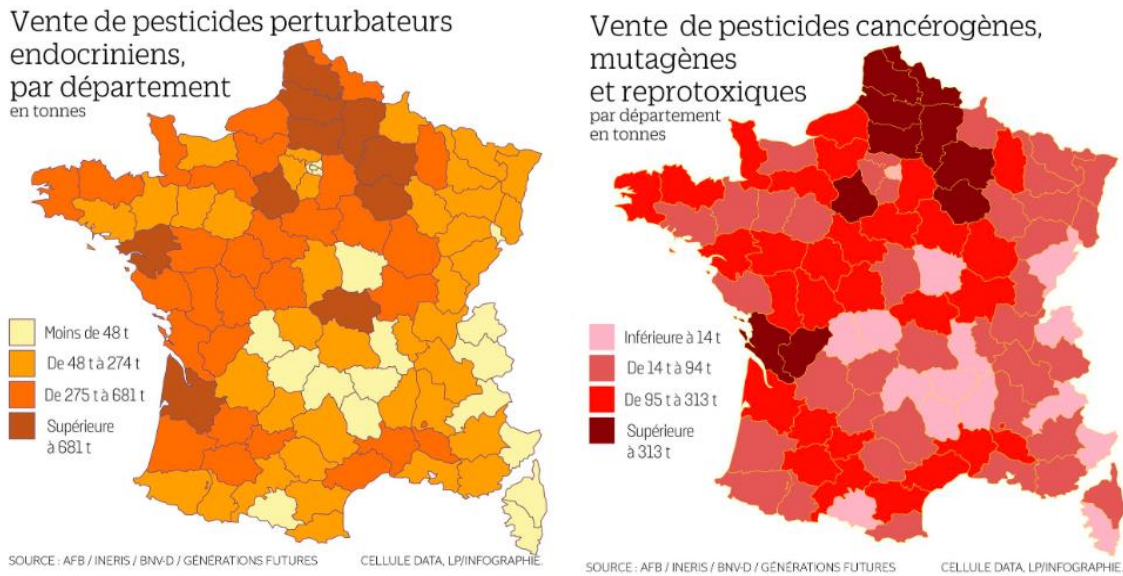 Vente de pesticides perturbateurs
endocriniens,
par département
en tonnes
Moins de 48 t
De 48 t à 274 t
De 275 t à 681 t
Supérieure
à 681 t
SOURCE : AFB / INERIS / BNV-D / GÉNÉRATIONS FUTURES
CELLULE DATA, LP/INFOGRAPHIE.
Vente de pesticides cancérogènes,
mutagènes
et reprotoxiques
par département
en tonnes
Inférieure à 14 t
De 14 t à 94 t
De 95 t à 313 t
Supérieure
à 313 t
SOURCE : AFB / INERIS / BNV-D / GÉNÉRATIONS FUTURES
CELLULE DATA, LP/INFOGRAPHIE.